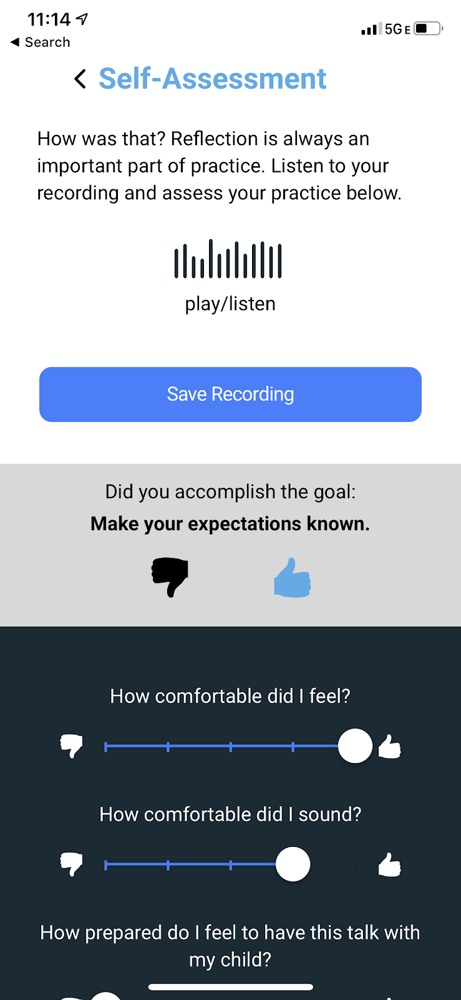 11:14
5G E
Search
Self-Assessment
How was that? Reflection is always an
important part of practice. Listen to your
recording and assess your practice below.
play/listen
Save Recording
Did you accomplish the goal:
Make your expectations known.
How comfortable did I feel?
How comfortable did I sound?
How prepared do I feel to have this talk with
my child?